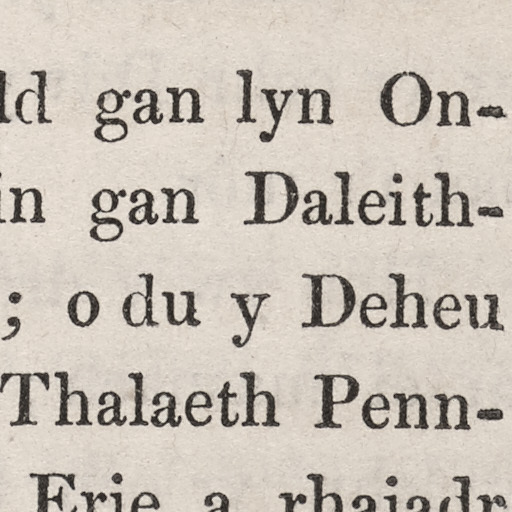 ld gan lyn On-
in gan Daleith-
; o du y Deheu
Thalaeth Penn-
Erie a rhaiadr